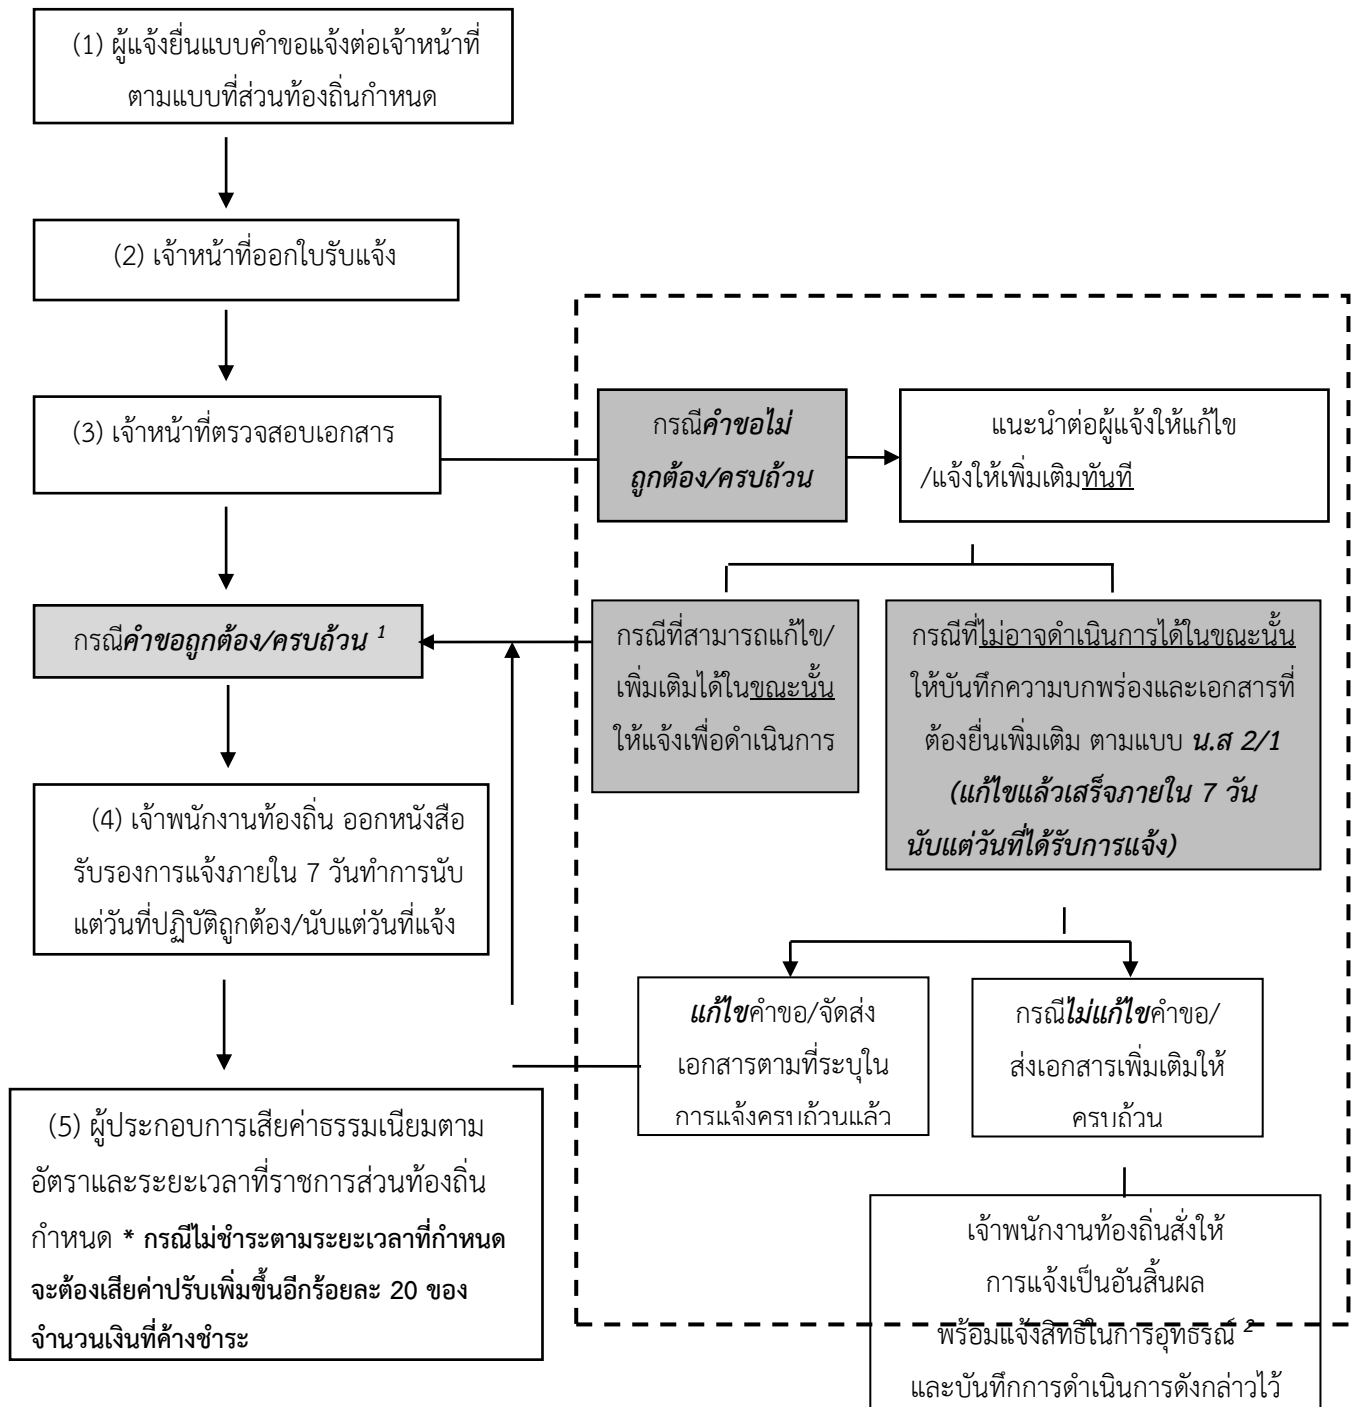 (1) ผู้แจ้งยื่นแบบคำขอแจ้งต่อเจ้าหน้าที่
ตามแบบที่ส่วนท้องถิ่นกำหนด
(2) เจ้าหน้าที่ออกใบรับแจ้ง
(3) เจ้าหน้าที่ตรวจสอบเอกสาร
กรณีคำขอไม่
ถูกต้อง/ครบถ้วน
แนะนำต่อผู้แจ้งให้แก้ไข
/แจ้งให้เพิ่มเติมทันที
กรณีคำขอถูกต้อง/ครบถ้วน 1
กรณีที่สามารถแก้ไข/
เพิ่มเติมได้ในขณะนั้น
ให้แจ้งเพื่อดำเนินการ
กรณีที่ไม่อาจดำเนินการได้ในขณะนั้น
ให้บันทึกความบกพร่องและเอกสารที่
ต้องยื่นเพิ่มเติม ตามแบบ น.ส 2/1
(แก้ไขแล้วเสร็จภายใน 7 วัน
นับแต่วันที่ได้รับการแจ้ง)
(4) เจ้าพนักงานท้องถิ่น ออกหนังสือ
รับรองการแจ้งภายใน 7 วันทำการนับ
แต่วันที่ปฏิบัติถูกต้อง/นับแต่วันที่แจ้ง
แก้ไขคำขอ/จัดส่ง
เอกสารตามที่ระบุใน
การแจ้งครบถ้วนแล้ว
กรณีไม่แก้ไขคำขอ/
ส่งเอกสารเพิ่มเติมให้
ครบถ้วน
(5) ผู้ประกอบการเสียค่าธรรมเนียมตาม
อัตราและระยะเวลาที่ราชการส่วนท้องถิ่น
กำหนด * กรณีไม่ชำระตามระยะเวลาที่กำหนด
จะต้องเสียค่าปรับเพิ่มขึ้นอีกร้อยละ 20 ของ
จำนวนเงินที่ค้างชำระ
เจ้าพนักงานท้องถิ่นสั่งให้
การแจ้งเป็นอันสิ้นผล
พร้อมแจ้งสิทธิในการอุทธรณ์ 2
และบันทึกการดำเนินการดังกล่าวไว้